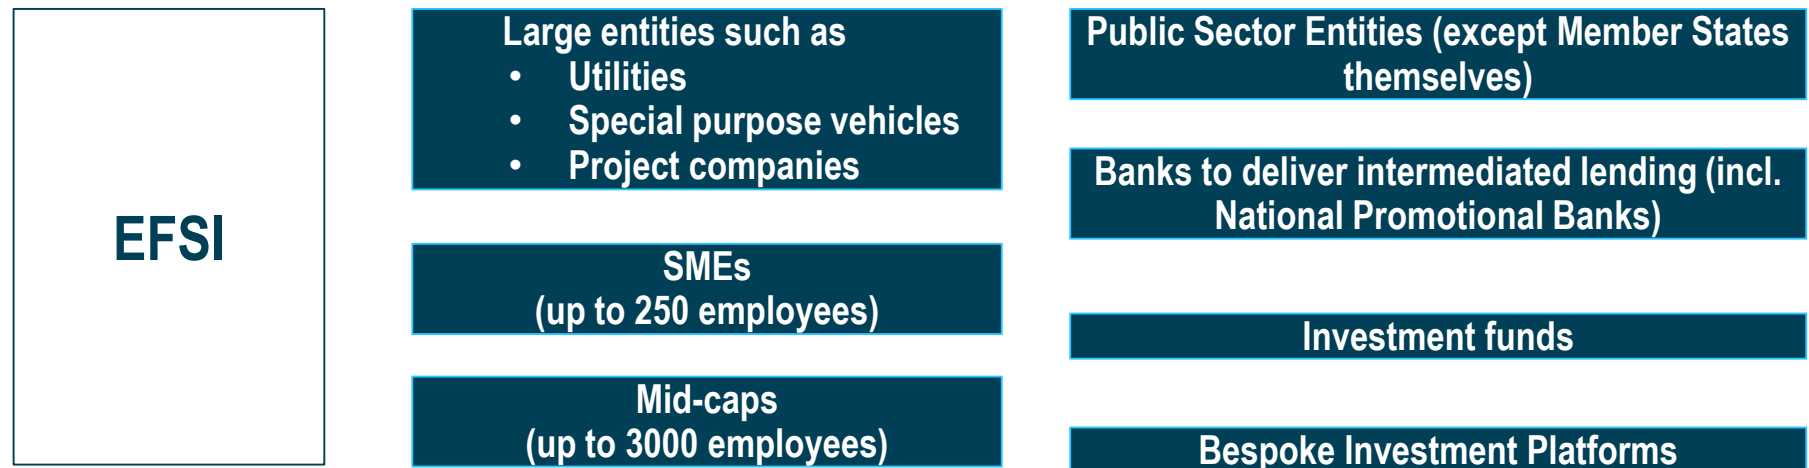 EFSI
Large entities such as
• Utilities
• Special purpose vehicles
• Project companies
SMEs
(up to 250 employees)
Mid-caps
(up to 3000 employees)
Public Sector Entities (except Member States
themselves)
Banks to deliver intermediated lending (incl.
National Promotional Banks)
Investment funds
Bespoke Investment Platforms